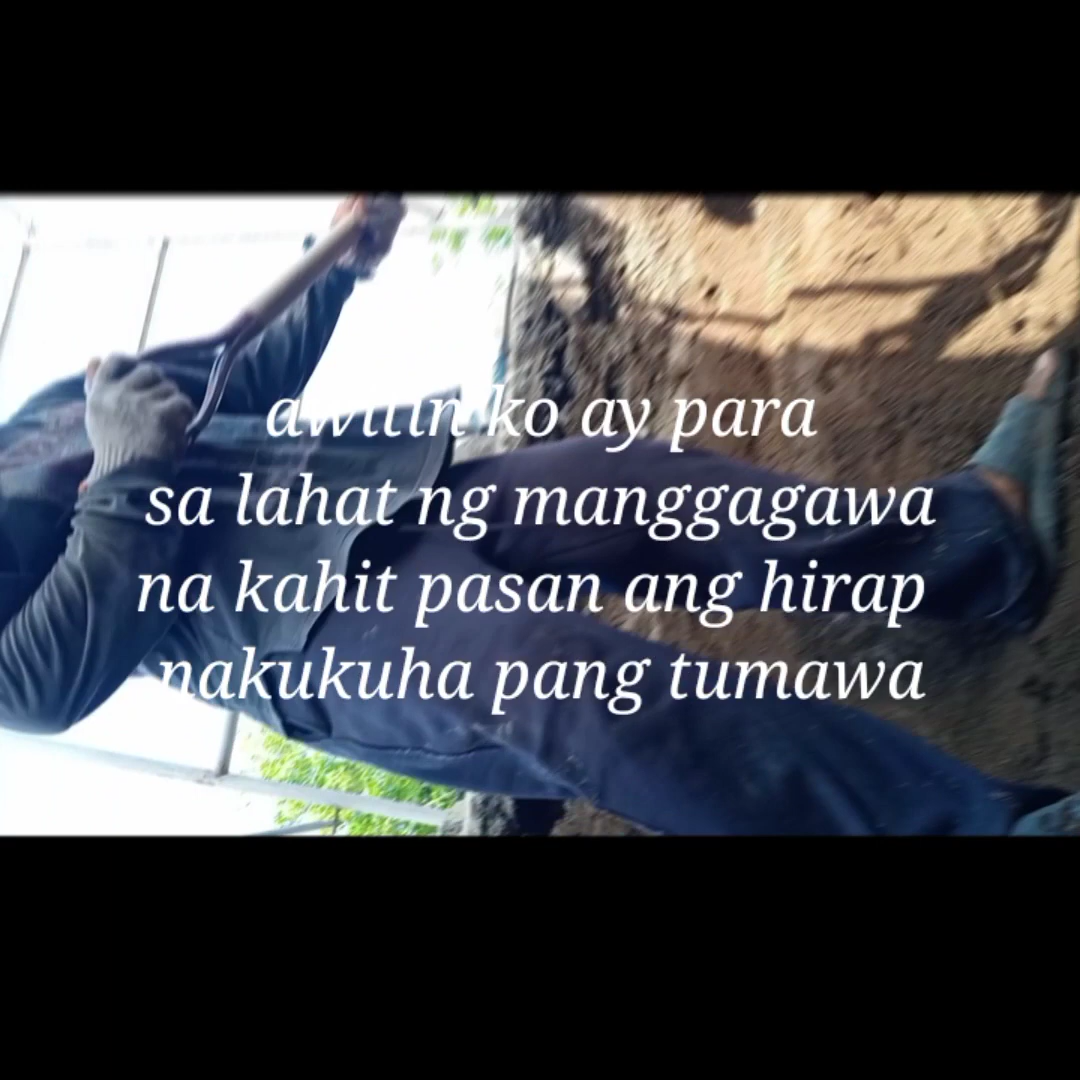 awitin ko ay para
sa lahat ng manggagawa
na kahit pasan ang hirap
nakukuha pang tumawa